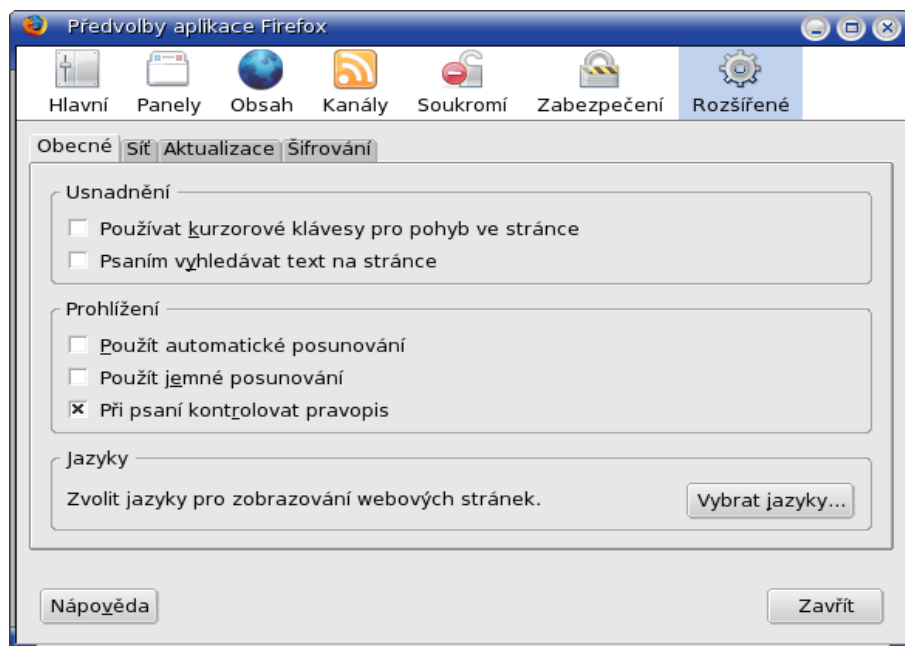 Předvolby aplikace Firefox
Hlavní Panely Obsah Kanály Soukromí Zabezpečení Rozšířené
Obecné Síť Aktualizace Šifrování
Usnadnění
Používat kurzorové klávesy pro pohyb ve stránce
Psaním vyhledávat text na stránce
Prohlížení
Použít automatické posunování
Použít jemné posunování
Při psaní kontrolovat pravopis
Jazyky
Zvolit jazyky pro zobrazování webových stránek. Vybrat jazyky...
Nápověda Zavřít